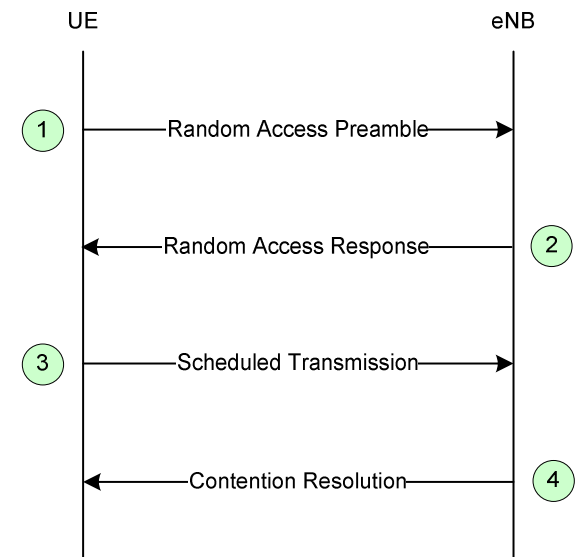 UE eNB
1 Random Access Preamble
Random Access Response 2
3 Scheduled Transmission
Contention Resolution 4